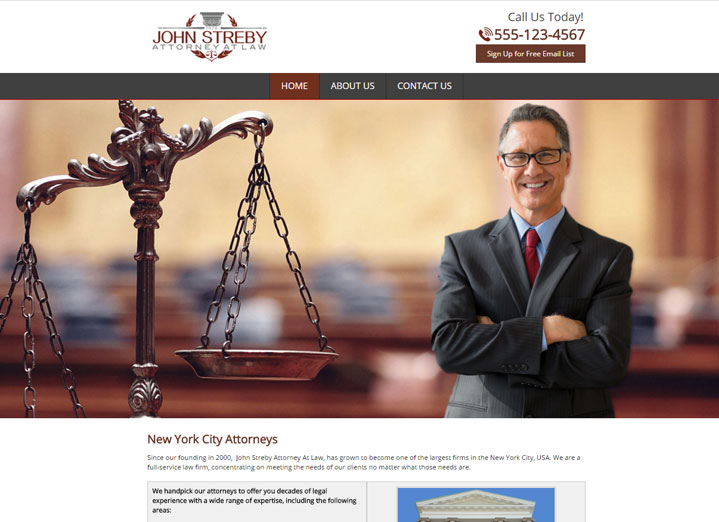 JOHN STREBY
ATTORNEY AT LAW
Call Us Today!
555-123-4567
Sign Up for Free Email List
HOME
ABOUT US
CONTACT US
New York City Attorneys
Since our founding in 2000, John Streby Attorney At Law, has grown to become one of the largest firms in the New York City, USA. We are a
full-service law firm, concentrating on meeting the needs of our clients no matter what those needs are.
We handpick our attorneys to offer you decades of legal
experience with a wide range of expertise, including the following
areas: